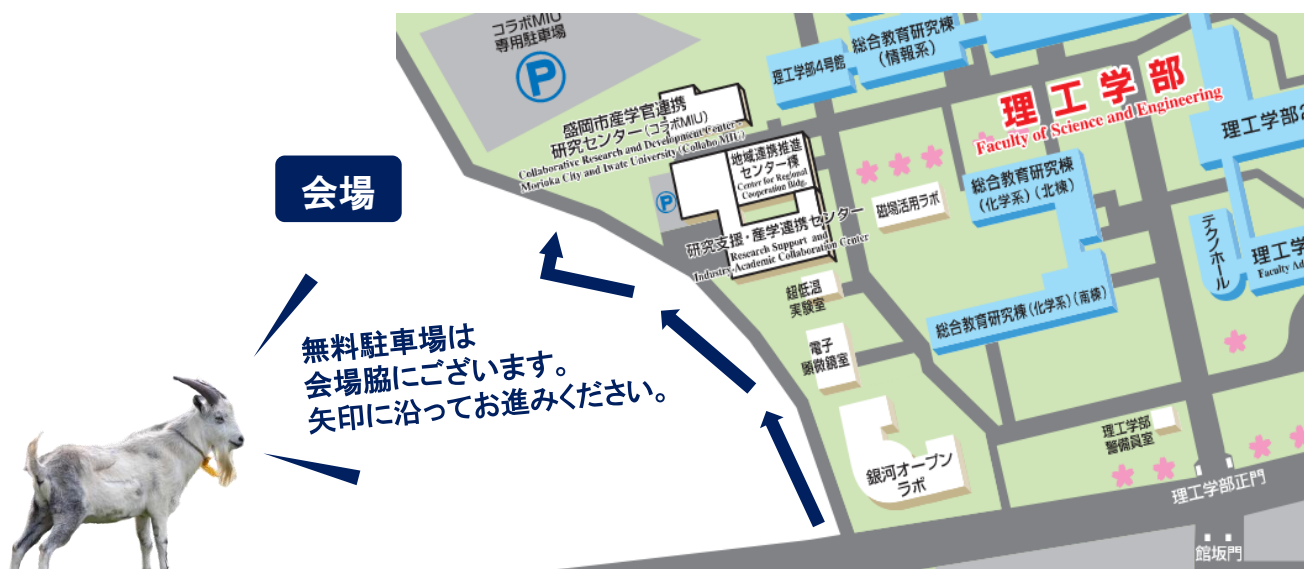 コラボMIU
専用駐車場
P
総合教育研究棟
(情報系)
理工学部4号館
理工学部
Faculty of Science and Engineering
盛岡市産学官連携
研究センター(コラボMIU)
Collaborative Research and Development Center
Morioka City and Iwate University (Collabo MIU)
地域連携推進
センター棟
Center for Regional
Cooperation Bldg.
理工学部2
総合教育研究棟
(化学系)(北棟)
会場
P
磁場活用ラボ
研究支援・産学連携センター
Research Support and
Industry-Academic Collaboration Center
テクノホール
理工学
Faculty Ad
超低温
実験室
総合教育研究棟(化学系)(南棟)
電子
顕微鏡室
無料駐車場は
会場脇にございます。
矢印に沿ってお進みください。
理工学部
警備員室
銀河オープン
ラボ
理工学部正門
館坂門